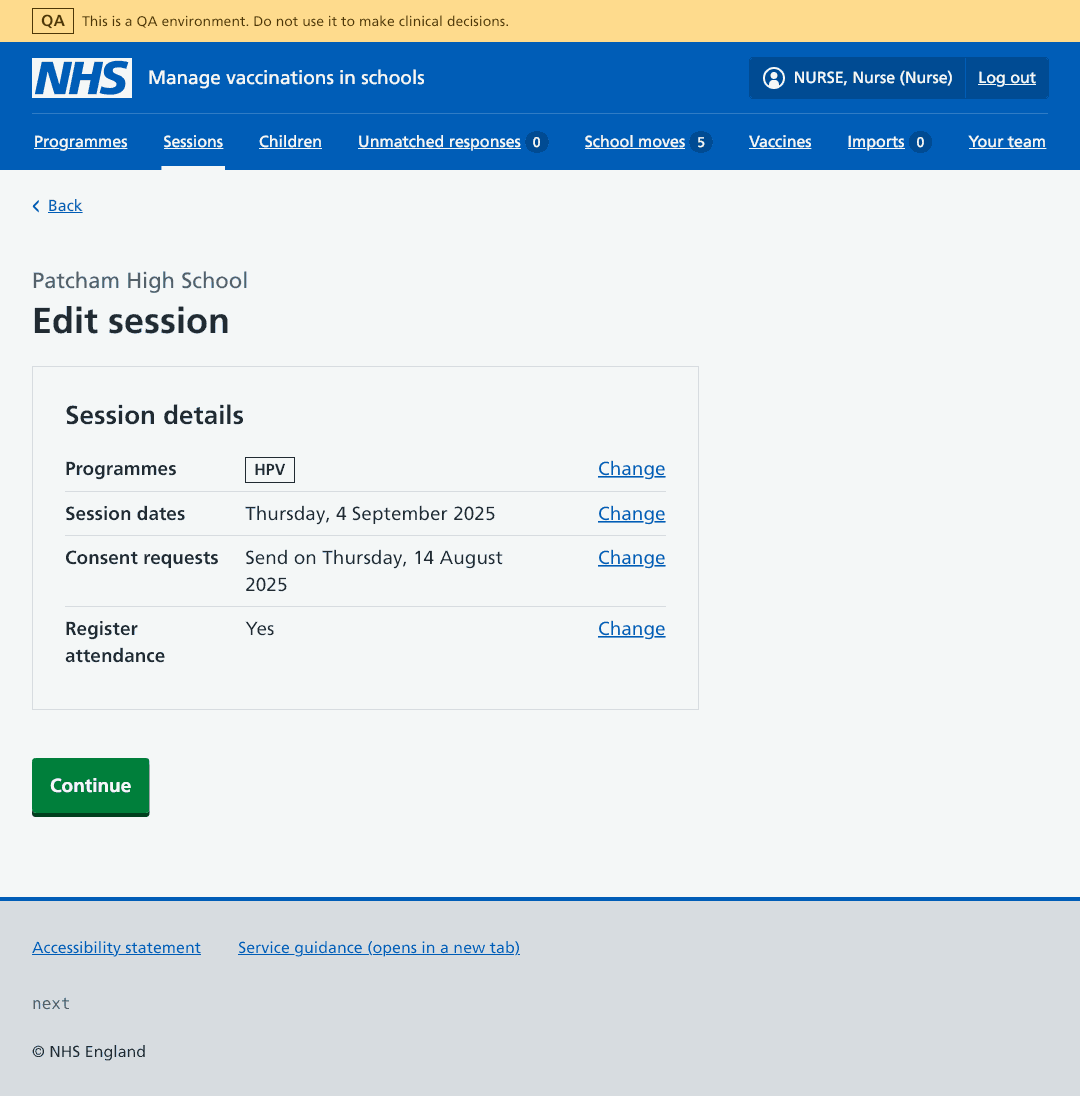 QA This is a QA environment. Do not use it to make clinical decisions.
NHS Manage vaccinations in schools NURSE, Nurse (Nurse) Log out
Programmes Sessions Children Unmatched responses 0 School moves 5 Vaccines Imports 0 Your team
Back
Patcham High School
Edit session
Session details
Programmes HPV Change
Session dates Thursday, 4 September 2025 Change
Consent requests Send on Thursday, 14 August Change
2025
Register Yes Change
attendance
Continue
Accessibility statement Service guidance (opens in a new tab)
next
© NHS England